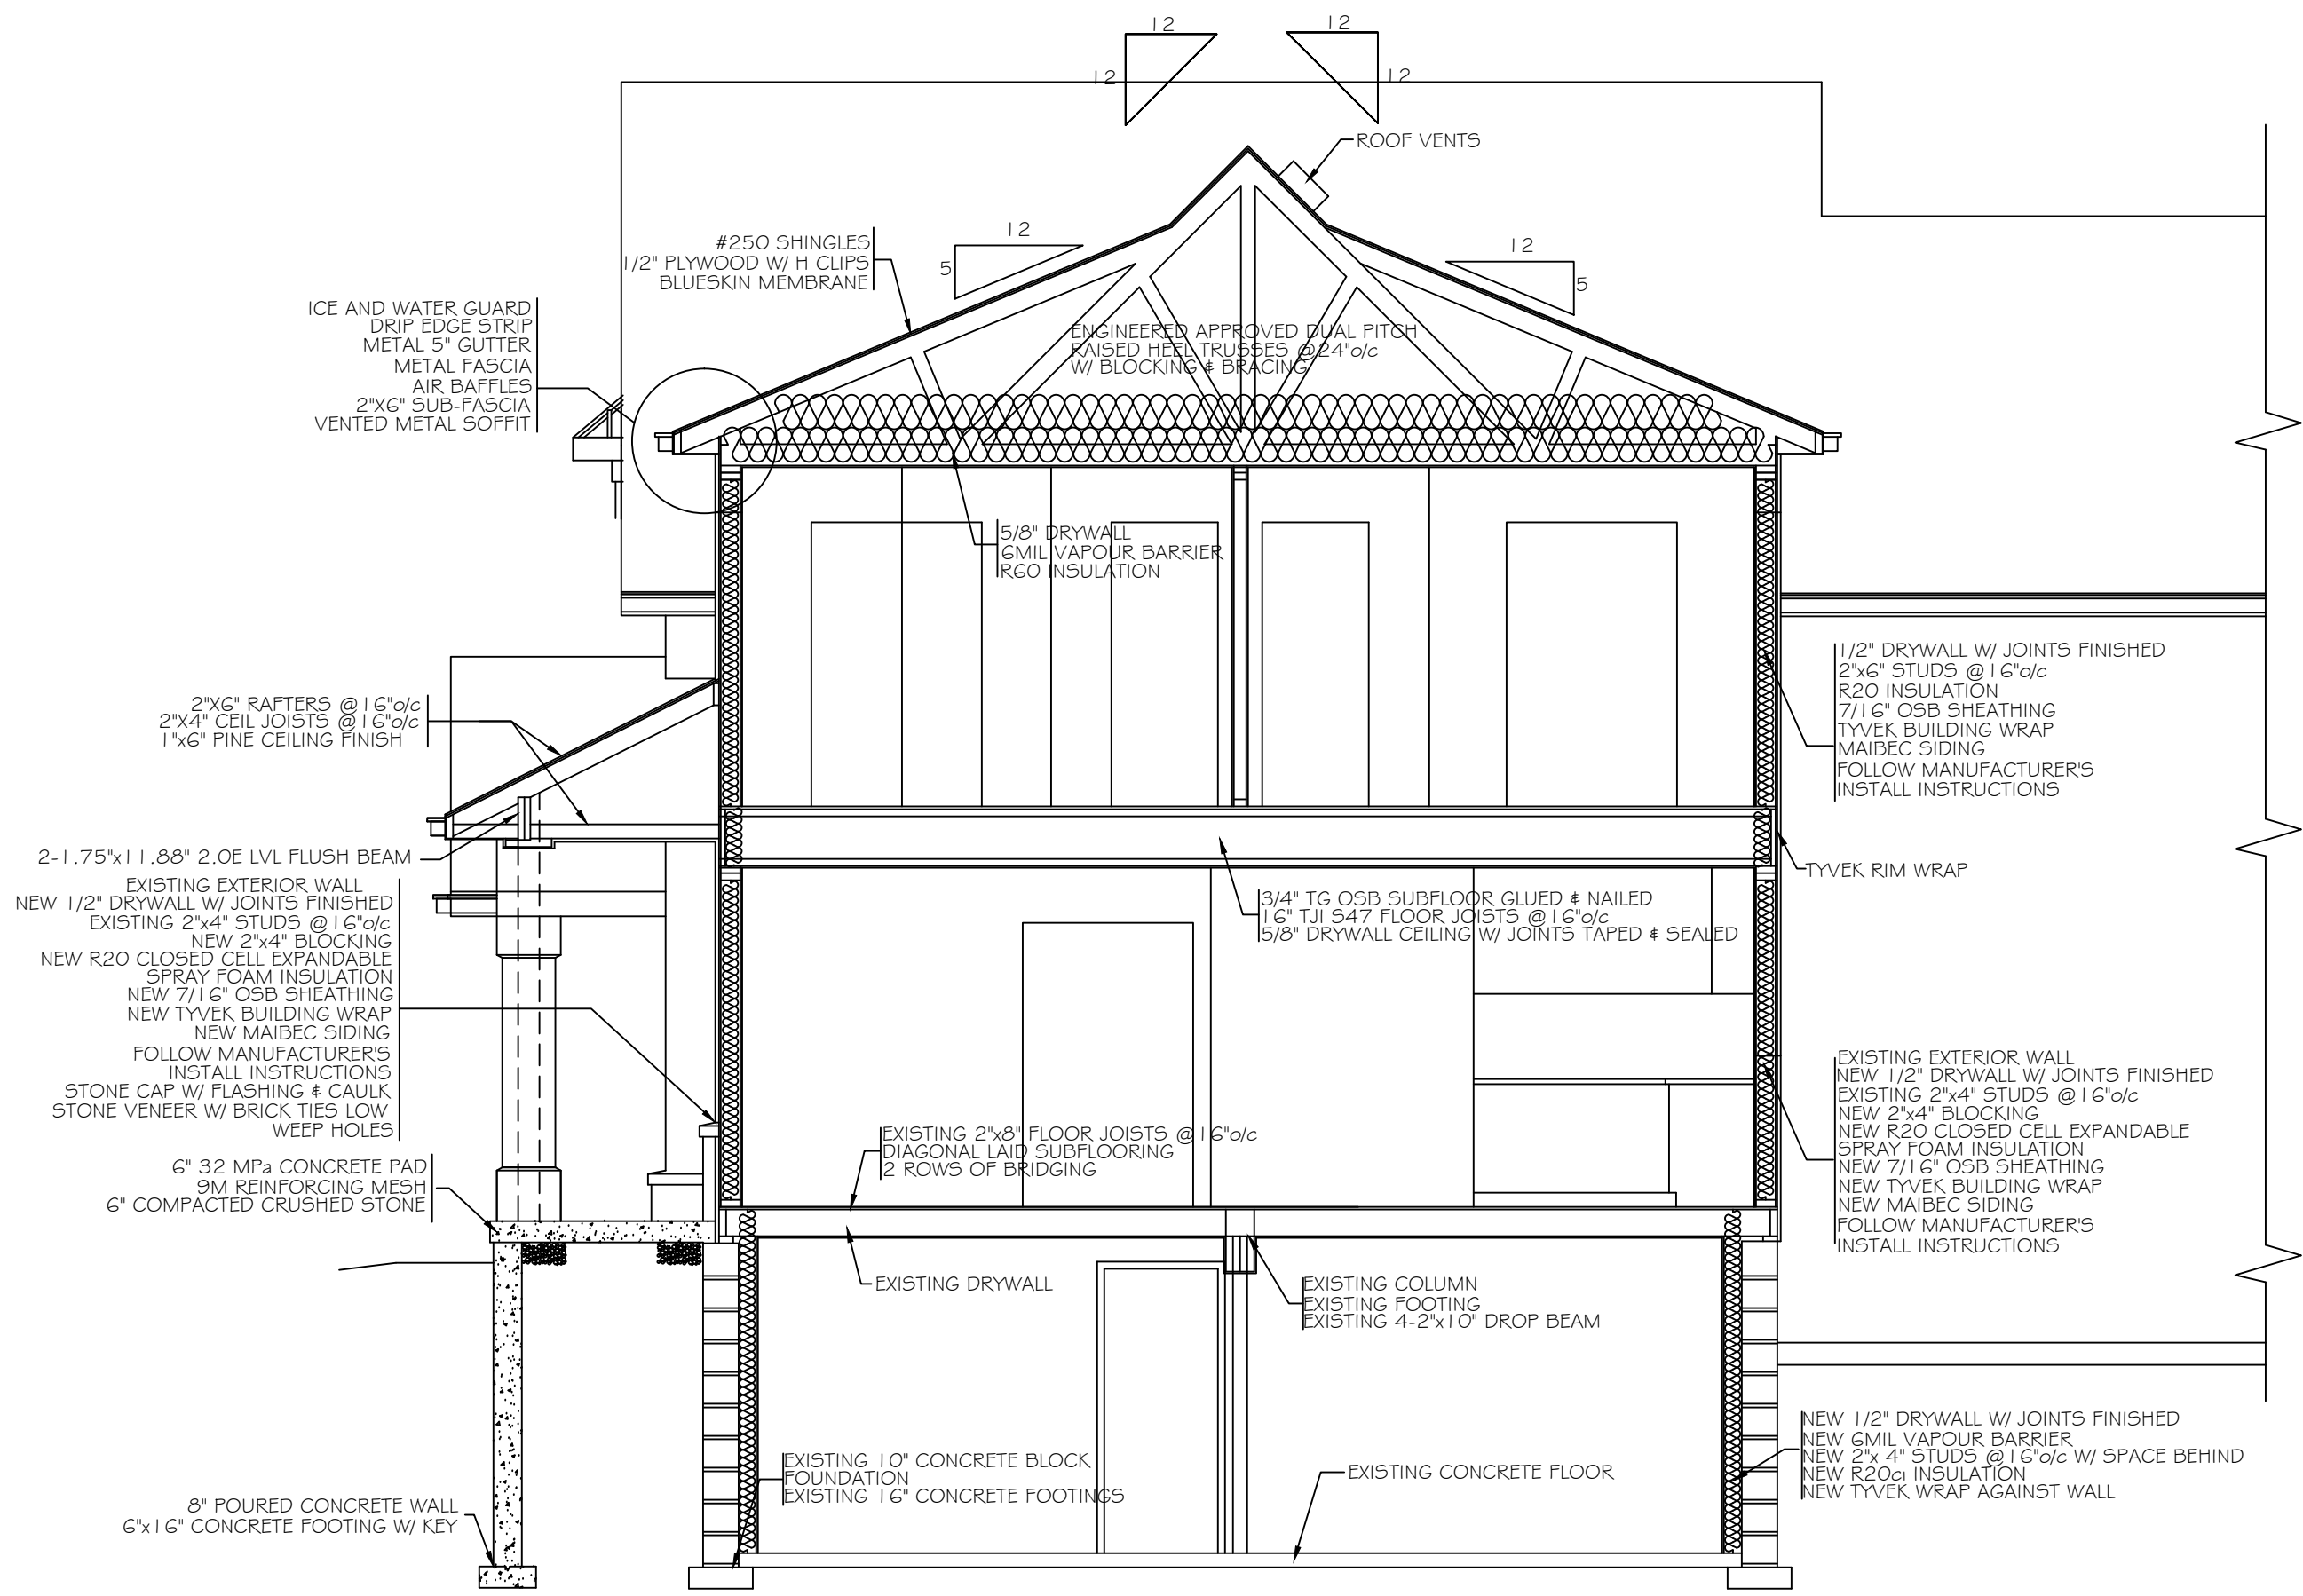 12
12
12
12
ROOF VENTS
12
5
12
5
#250 SHINGLES
1/2" PLYWOOD W/ H CLIPS
BLUESKIN MEMBRANE
ICE AND WATER GUARD
DRIP EDGE STRIP
METAL 5" GUTTER
METAL FASCIA
AIR BAFFLES
2"X6" SUB-FASCIA
VENTED METAL SOFFIT
ENGINEERED APPROVED DUAL PITCH
RAISED HEEL TRUSSES @24"o/c
W/ BLOCKING & BRACING
5/8" DRYWALL
6MIL VAPOUR BARRIER
R60 INSULATION
1/2" DRYWALL W/ JOINTS FINISHED
2"x6" STUDS @16"o/c
R20 INSULATION
7/16" OSB SHEATHING
TYVEK BUILDING WRAP
MAIBEC SIDING
FOLLOW MANUFACTURER'S
INSTALL INSTRUCTIONS
2"X6" RAFTERS @16"o/c
2"X4" CEIL JOISTS @16"o/c
1"x6" PINE CEILING FINISH
2-1.75"x11.88" 2.0E LVL FLUSH BEAM
TYVEK RIM WRAP
EXISTING EXTERIOR WALL
NEW 1/2" DRYWALL W/ JOINTS FINISHED
EXISTING 2"x4" STUDS @16"o/c
NEW 2"x4" BLOCKING
NEW R20 CLOSED CELL EXPANDABLE
SPRAY FOAM INSULATION
NEW 7/16" OSB SHEATHING
NEW TYVEK BUILDING WRAP
NEW MAIBEC SIDING
FOLLOW MANUFACTURER'S
INSTALL INSTRUCTIONS
STONE CAP W/ FLASHING & CAULK
STONE VENEER W/ BRICK TIES LOW
WEEP HOLES
3/4" TG OSB SUBFLOOR GLUED & NAILED
16" TJI S47 FLOOR JOISTS @16"o/c
5/8" DRYWALL CEILING W/ JOINTS TAPED & SEALED
EXISTING EXTERIOR WALL
NEW 1/2" DRYWALL W/ JOINTS FINISHED
EXISTING 2"x4" STUDS @16"o/c
NEW 2"x4" BLOCKING
NEW R20 CLOSED CELL EXPANDABLE
SPRAY FOAM INSULATION
NEW 7/16" OSB SHEATHING
NEW TYVEK BUILDING WRAP
NEW MAIBEC SIDING
FOLLOW MANUFACTURER'S
INSTALL INSTRUCTIONS
EXISTING 2"x8" FLOOR JOISTS @16"o/c
DIAGONAL LAID SUBFLOORING
2 ROWS OF BRIDGING
6" 32 MPa CONCRETE PAD
9M REINFORCING MESH
6" COMPACTED CRUSHED STONE
EXISTING DRYWALL
EXISTING COLUMN
EXISTING FOOTING
EXISTING 4-2"x10" DROP BEAM
EXISTING 10" CONCRETE BLOCK
FOUNDATION
EXISTING 16" CONCRETE FOOTINGS
EXISTING CONCRETE FLOOR
NEW 1/2" DRYWALL W/ JOINTS FINISHED
NEW 6MIL VAPOUR BARRIER
NEW 2"x 4" STUDS @16"o/c W/ SPACE BEHIND
NEW R20ci INSULATION
NEW TYVEK WRAP AGAINST WALL
8" POURED CONCRETE WALL
6"x16" CONCRETE FOOTING W/ KEY